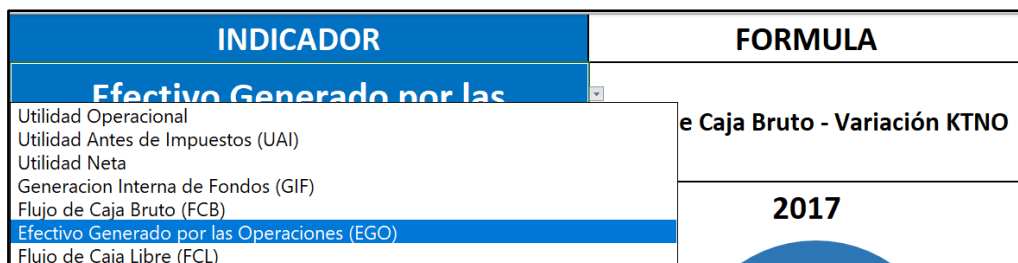 INDICADOR
FORMULA
Efectivo Generado por las
e Caja Bruto - Variación KTNO
Utilidad Operacional
Utilidad Antes de Impuestos (UAI)
Utilidad Neta
Generacion Interna de Fondos (GIF)
Flujo de Caja Bruto (FCB)
Efectivo Generado por las Operaciones (EGO)
Flujo de Caja Libre (FCL)
2017